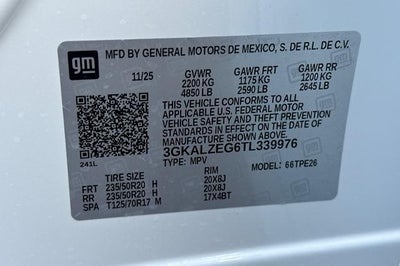 gm
MFD BY GENERAL MOTORS DE MEXICO, S. DE R.L. DE C.V.
11/25 GVWR GAWR FRT GAWR RR
2200 KG 1175 KG 1200 KG
4850 LB 2590 LB 2645 LB
THIS VEHICLE CONFORMS TO ALL
APPLICABLE U.S. FEDERAL MOTOR
VEHICLE SAFETY, BUMPER, AND THEFT
PREVENTION STANDARDS IN EFFECT ON
THE DATE OF MANUFACTURE SHOWN ABOVE.
3GKALZEG6TL339976
241L TYPE: MPV MODEL: 66TPE26
TIRE SIZE RIM
FRT 235/50R20 H 20X8J
RR 235/50R20 H 20X8J
SPA T125/70R17 M 17X4BT